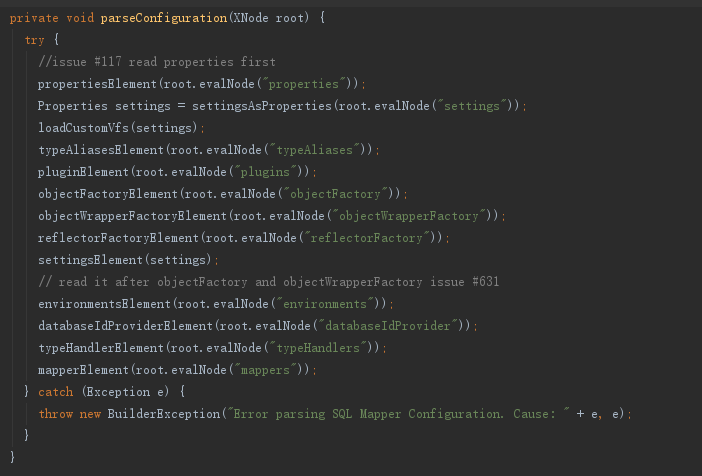 private void parseConfiguration(XNode root) {
try {
//issue #117 read properties first
propertiesElement(root.evalNode("properties"));
Properties settings = settingsAsProperties(root.evalNode("settings"));
loadCustomVfs(settings);
typeAliasesElement(root.evalNode("typeAliases"));
pluginElement(root.evalNode("plugins"));
objectFactoryElement(root.evalNode("objectFactory"));
objectWrapperFactoryElement(root.evalNode("objectWrapperFactory"));
reflectorFactoryElement(root.evalNode("reflectorFactory"));
settingsElement(settings);
// read it after objectFactory and objectWrapperFactory issue #631
environmentsElement(root.evalNode("environments"));
databaseIdProviderElement(root.evalNode("databaseIdProvider"));
typeHandlerElement(root.evalNode("typeHandlers"));
mapperElement(root.evalNode("mappers"));
} catch (Exception e) {
throw new BuilderException("Error parsing SQL Mapper Configuration. Cause: " + e, e);
}
}